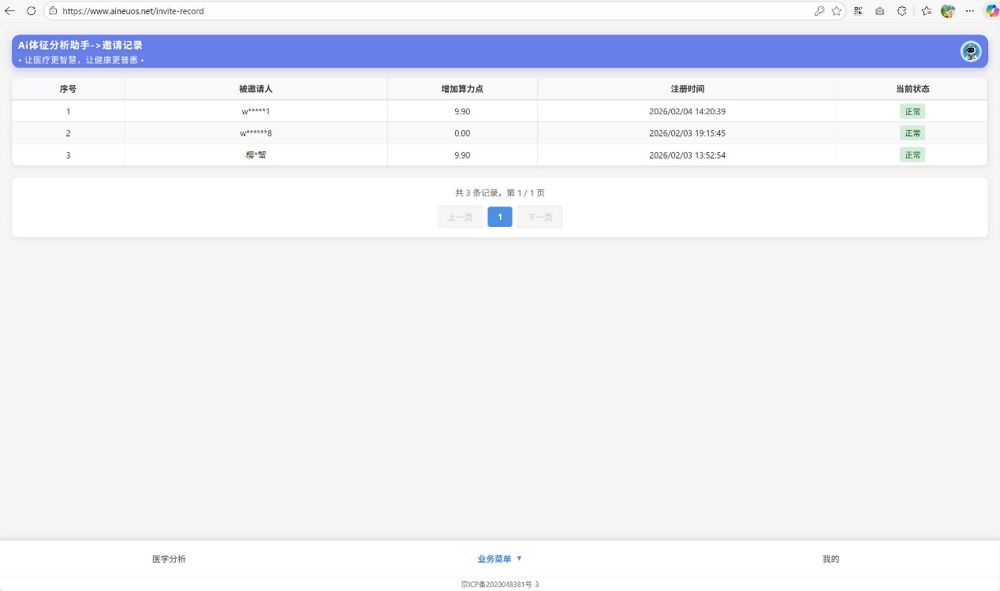 https://www.aineuos.net/invite-record
Ai体征分析助手->邀请记录
• 让医疗更智慧，让健康更普惠 •
序号 被邀请人 增加算力点 注册时间 当前状态
1 w*****1 9.90 2026/02/04 14:20:39 正常
2 w******8 0.00 2026/02/03 19:15:45 正常
3 樱*蟹 9.90 2026/02/03 13:52:54 正常
共 3 条记录，第 1 / 1 页
上一页 1 下一页
医学分析 业务菜单 ▼ 我的
京ICP备2020048381号-3